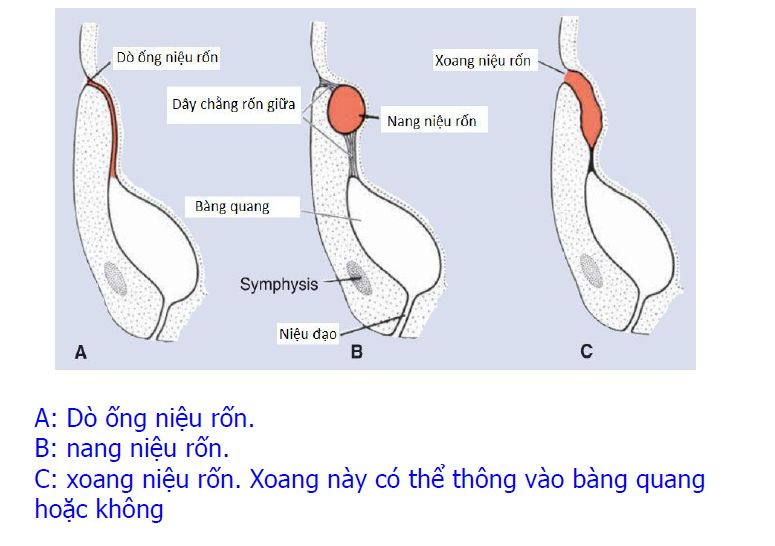 Dò ống niệu rốn
Dây chằng rốn giữa
Nang niệu rốn
Xoang niệu rốn
Bàng quang
Symphysis
Niệu đạo
A
B
C
A: Dò ống niệu rốn.
B: nang niệu rốn.
C: xoang niệu rốn. Xoang này có thể thông vào bàng quang
hoặc không